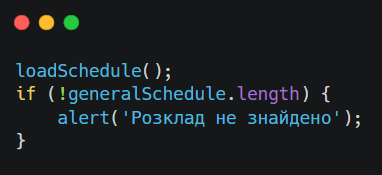 loadSchedule();
if (!generalSchedule.length) {
    alert('Розклад не знайдено');
}